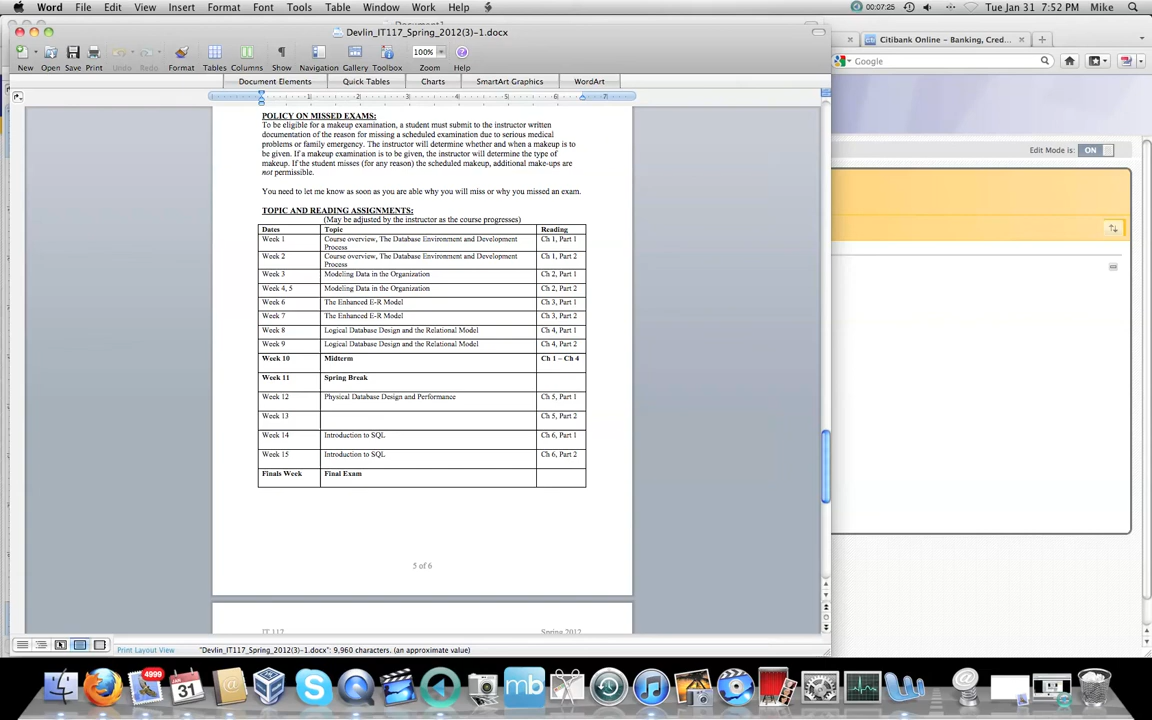 Word File Edit View Insert Format Font Tools Table Window Work Help 00:07:25 Tue Jan 31 7:52 PM Mike
Document1
Devlin_IT117_Spring_2012(3)-1.docx
Citibank Online – Banking, Cred...
100%
Google
New Open Save Print Undo Redo Format Tables Columns Show Navigation Gallery Toolbox Zoom Help
Document Elements Quick Tables Charts SmartArt Graphics WordArt
1 2 3 4 5 6 7
POLICY ON MISSED EXAMS:
To be eligible for a makeup examination, a student must submit to the instructor written
documentation of the reason for missing a scheduled examination due to serious medical
problems or family emergency. The instructor will determine whether and when a makeup is to
be given. If a makeup examination is to be given, the instructor will determine the type of
makeup. If the student misses (for any reason) the scheduled makeup, additional make-ups are
not permissible.
Edit Mode is: ON
You need to let me know as soon as you are able why you will miss or why you missed an exam.
TOPIC AND READING ASSIGNMENTS:
(May be adjusted by the instructor as the course progresses)
Dates Topic Reading
Week 1 Course overview, The Database Environment and Development Ch 1, Part 1
Process
Week 2 Course overview, The Database Environment and Development Ch 1, Part 2
Process
Week 3 Modeling Data in the Organization Ch 2, Part 1
Week 4, 5 Modeling Data in the Organization Ch 2, Part 2
Week 6 The Enhanced E-R Model Ch 3, Part 1
Week 7 The Enhanced E-R Model Ch 3, Part 2
Week 8 Logical Database Design and the Relational Model Ch 4, Part 1
Week 9 Logical Database Design and the Relational Model Ch 4, Part 2
Week 10 Midterm Ch 1 – Ch 4
Week 11 Spring Break
Week 12 Physical Database Design and Performance Ch 5, Part 1
Week 13 Ch 5, Part 2
Week 14 Introduction to SQL Ch 6, Part 1
Week 15 Introduction to SQL Ch 6, Part 2
Finals Week Final Exam
5 of 6
IT 117 Spring 2012
Print Layout View "Devlin_IT117_Spring_2012(3)-1.docx": 9,960 characters. (an approximate value)
4999
JAN
31
mb